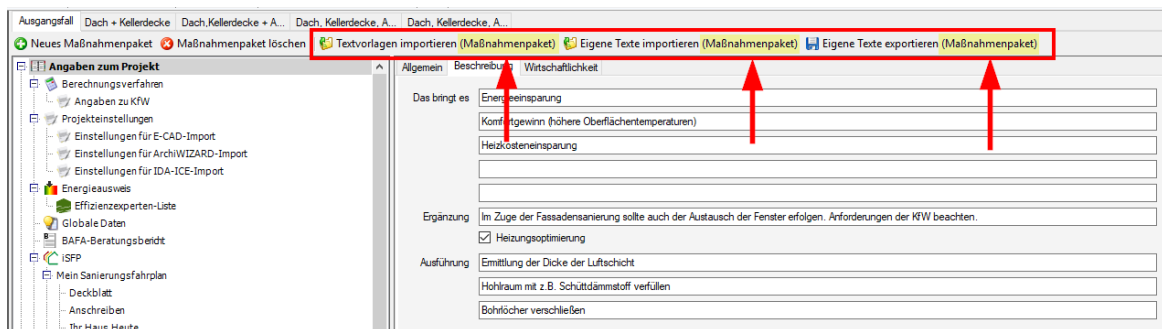 Ausgangsfall Dach + Kellerdecke Dach,Kellerdecke + A... Dach, Kellerdecke, A... Dach, Kellerdecke, A...
Neues Maßnahmenpaket Maßnahmenpaket löschen Textvorlagen importieren (Maßnahmenpaket) Eigene Texte importieren (Maßnahmenpaket) Eigene Texte exportieren (Maßnahmenpaket)
Angaben zum Projekt
Berechnungsverfahren
Angaben zu KfW
Projekteinstellungen
Einstellungen für E-CAD-Import
Einstellungen für ArchiWIZARD-Import
Einstellungen für IDA-ICE-Import
Energieausweis
Effizienzexperten-Liste
Globale Daten
BAFA-Beratungsbericht
iSFP
Mein Sanierungsfahrplan
Deckblatt
Anschreiben
Ihr Haus Heute
Allgemein Beschreibung Wirtschaftlichkeit
Das bringt es Energieeinsparung
Komfortgewinn (höhere Oberflächentemperaturen)
Heizkosteneinsparung
Ergänzung Im Zuge der Fassadensanierung sollte auch der Austausch der Fenster erfolgen. Anforderungen der KfW beachten.
Heizungsoptimierung
Ausführung Ermittlung der Dicke der Luftschicht
Hohlraum mit z.B. Schüttdämmstoff verfüllen
Bohrlöcher verschließen